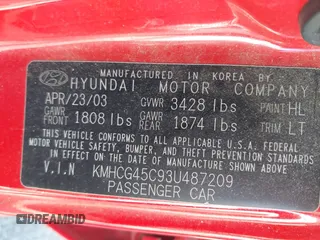 MANUFACTURED IN KOREA BY
HYUNDAI MOTOR COMPANY
APR/23/03 GVWR 3428 lbs PAINT HL
GAWR FRONT 1808 lbs GAWR REAR 1874 lbs TRIM LT
THIS VEHICLE CONFORMS TO ALL APPLICABLE U.S.A. FEDERAL
MOTOR VEHICLE SAFETY, BUMPER, AND THEFT PREVENTION
STANDARDS IN EFFECT ON THE DATE OF MANUFACTURE SHOWN ABOVE.
V.I.N KMHCG45C93U487209
PASSENGER CAR
DREAMBID